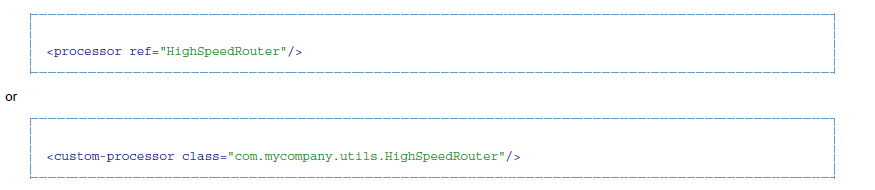 <processor ref="HighSpeedRouter"/>
or
<custom-processor class="com.mycompany.utils.HighSpeedRouter"/>